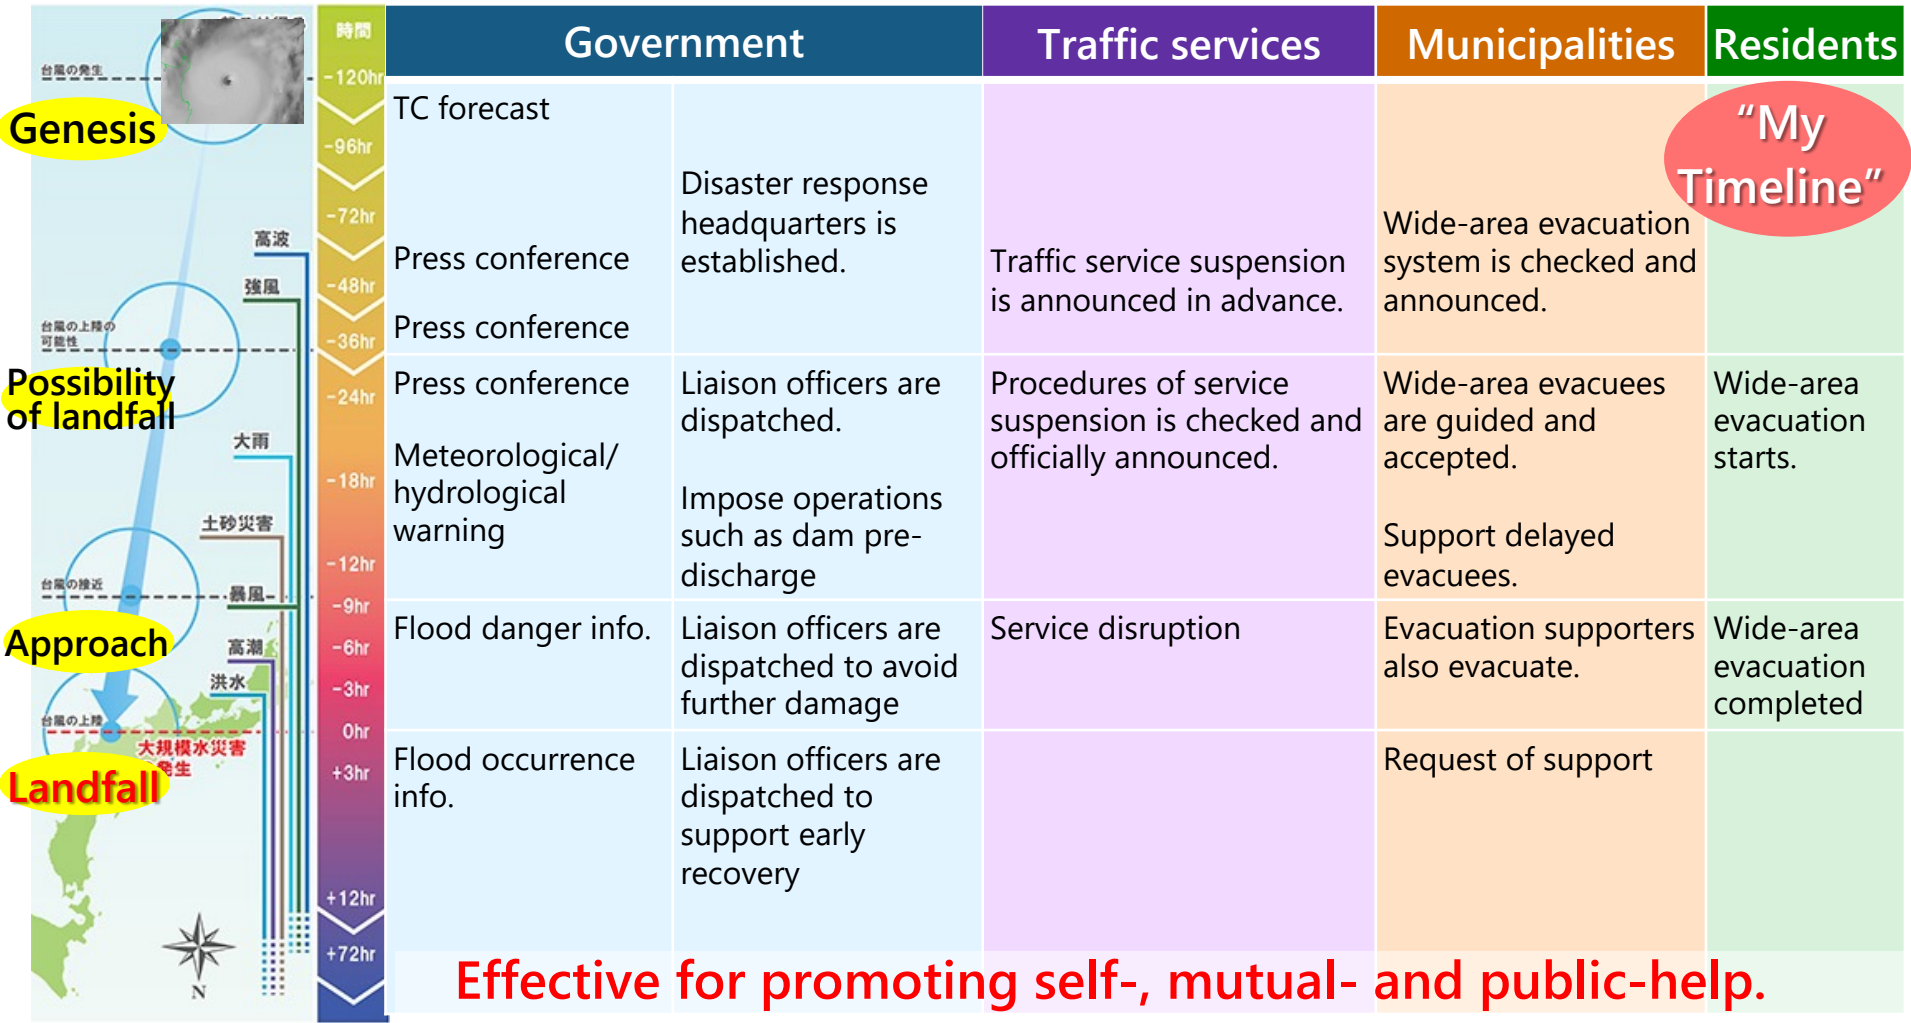 時間
Government
Traffic services
Municipalities
Residents
台風の発生
-120hr
Genesis
-96hr
-72hr
高波
-48hr
強風
台風の上陸の
可能性
-36hr
Possibility
of landfall
-24hr
大雨
-18hr
土砂災害
-12hr
台風の接近
暴風
-9hr
Approach
高潮
-6hr
洪水
-3hr
台風の上陸
0hr
大規模水災害
発生
Landfall
+3hr
+12hr
+72hr
N
TC forecast
Press conference
Press conference
Disaster response
headquarters is
established.
Traffic service suspension
is announced in advance.
Wide-area evacuation
system is checked and
announced.
“My
Timeline”
Press conference
Meteorological/
hydrological
warning
Liaison officers are
dispatched.
Impose operations
such as dam pre-
discharge
Procedures of service
suspension is checked and
officially announced.
Wide-area evacuees
are guided and
accepted.
Support delayed
evacuees.
Wide-area
evacuation
starts.
Flood danger info.
Liaison officers are
dispatched to avoid
further damage
Service disruption
Evacuation supporters
also evacuate.
Wide-area
evacuation
completed
Flood occurrence
info.
Liaison officers are
dispatched to
support early
recovery
Request of support
Effective for promoting self-, mutual- and public-help.